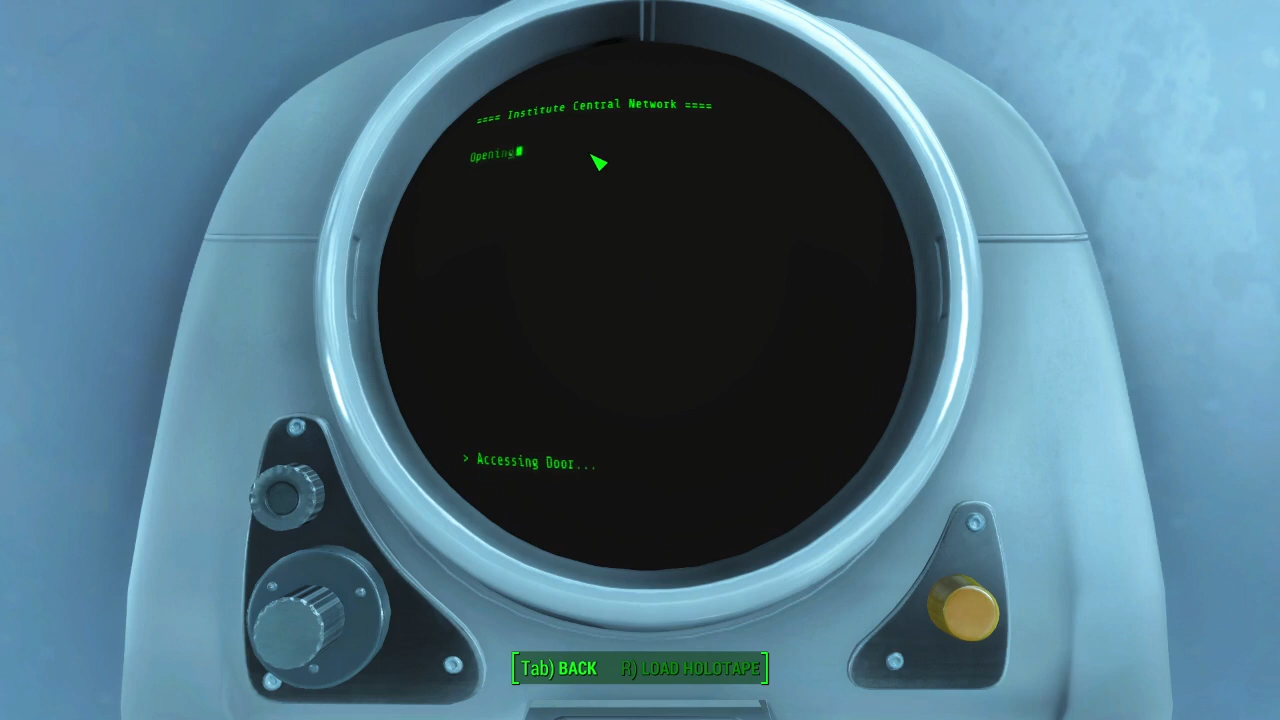 ==== Institute Central Network ====
Opening
> Accessing Door...
Tab) BACK R) LOAD HOLOTAPE